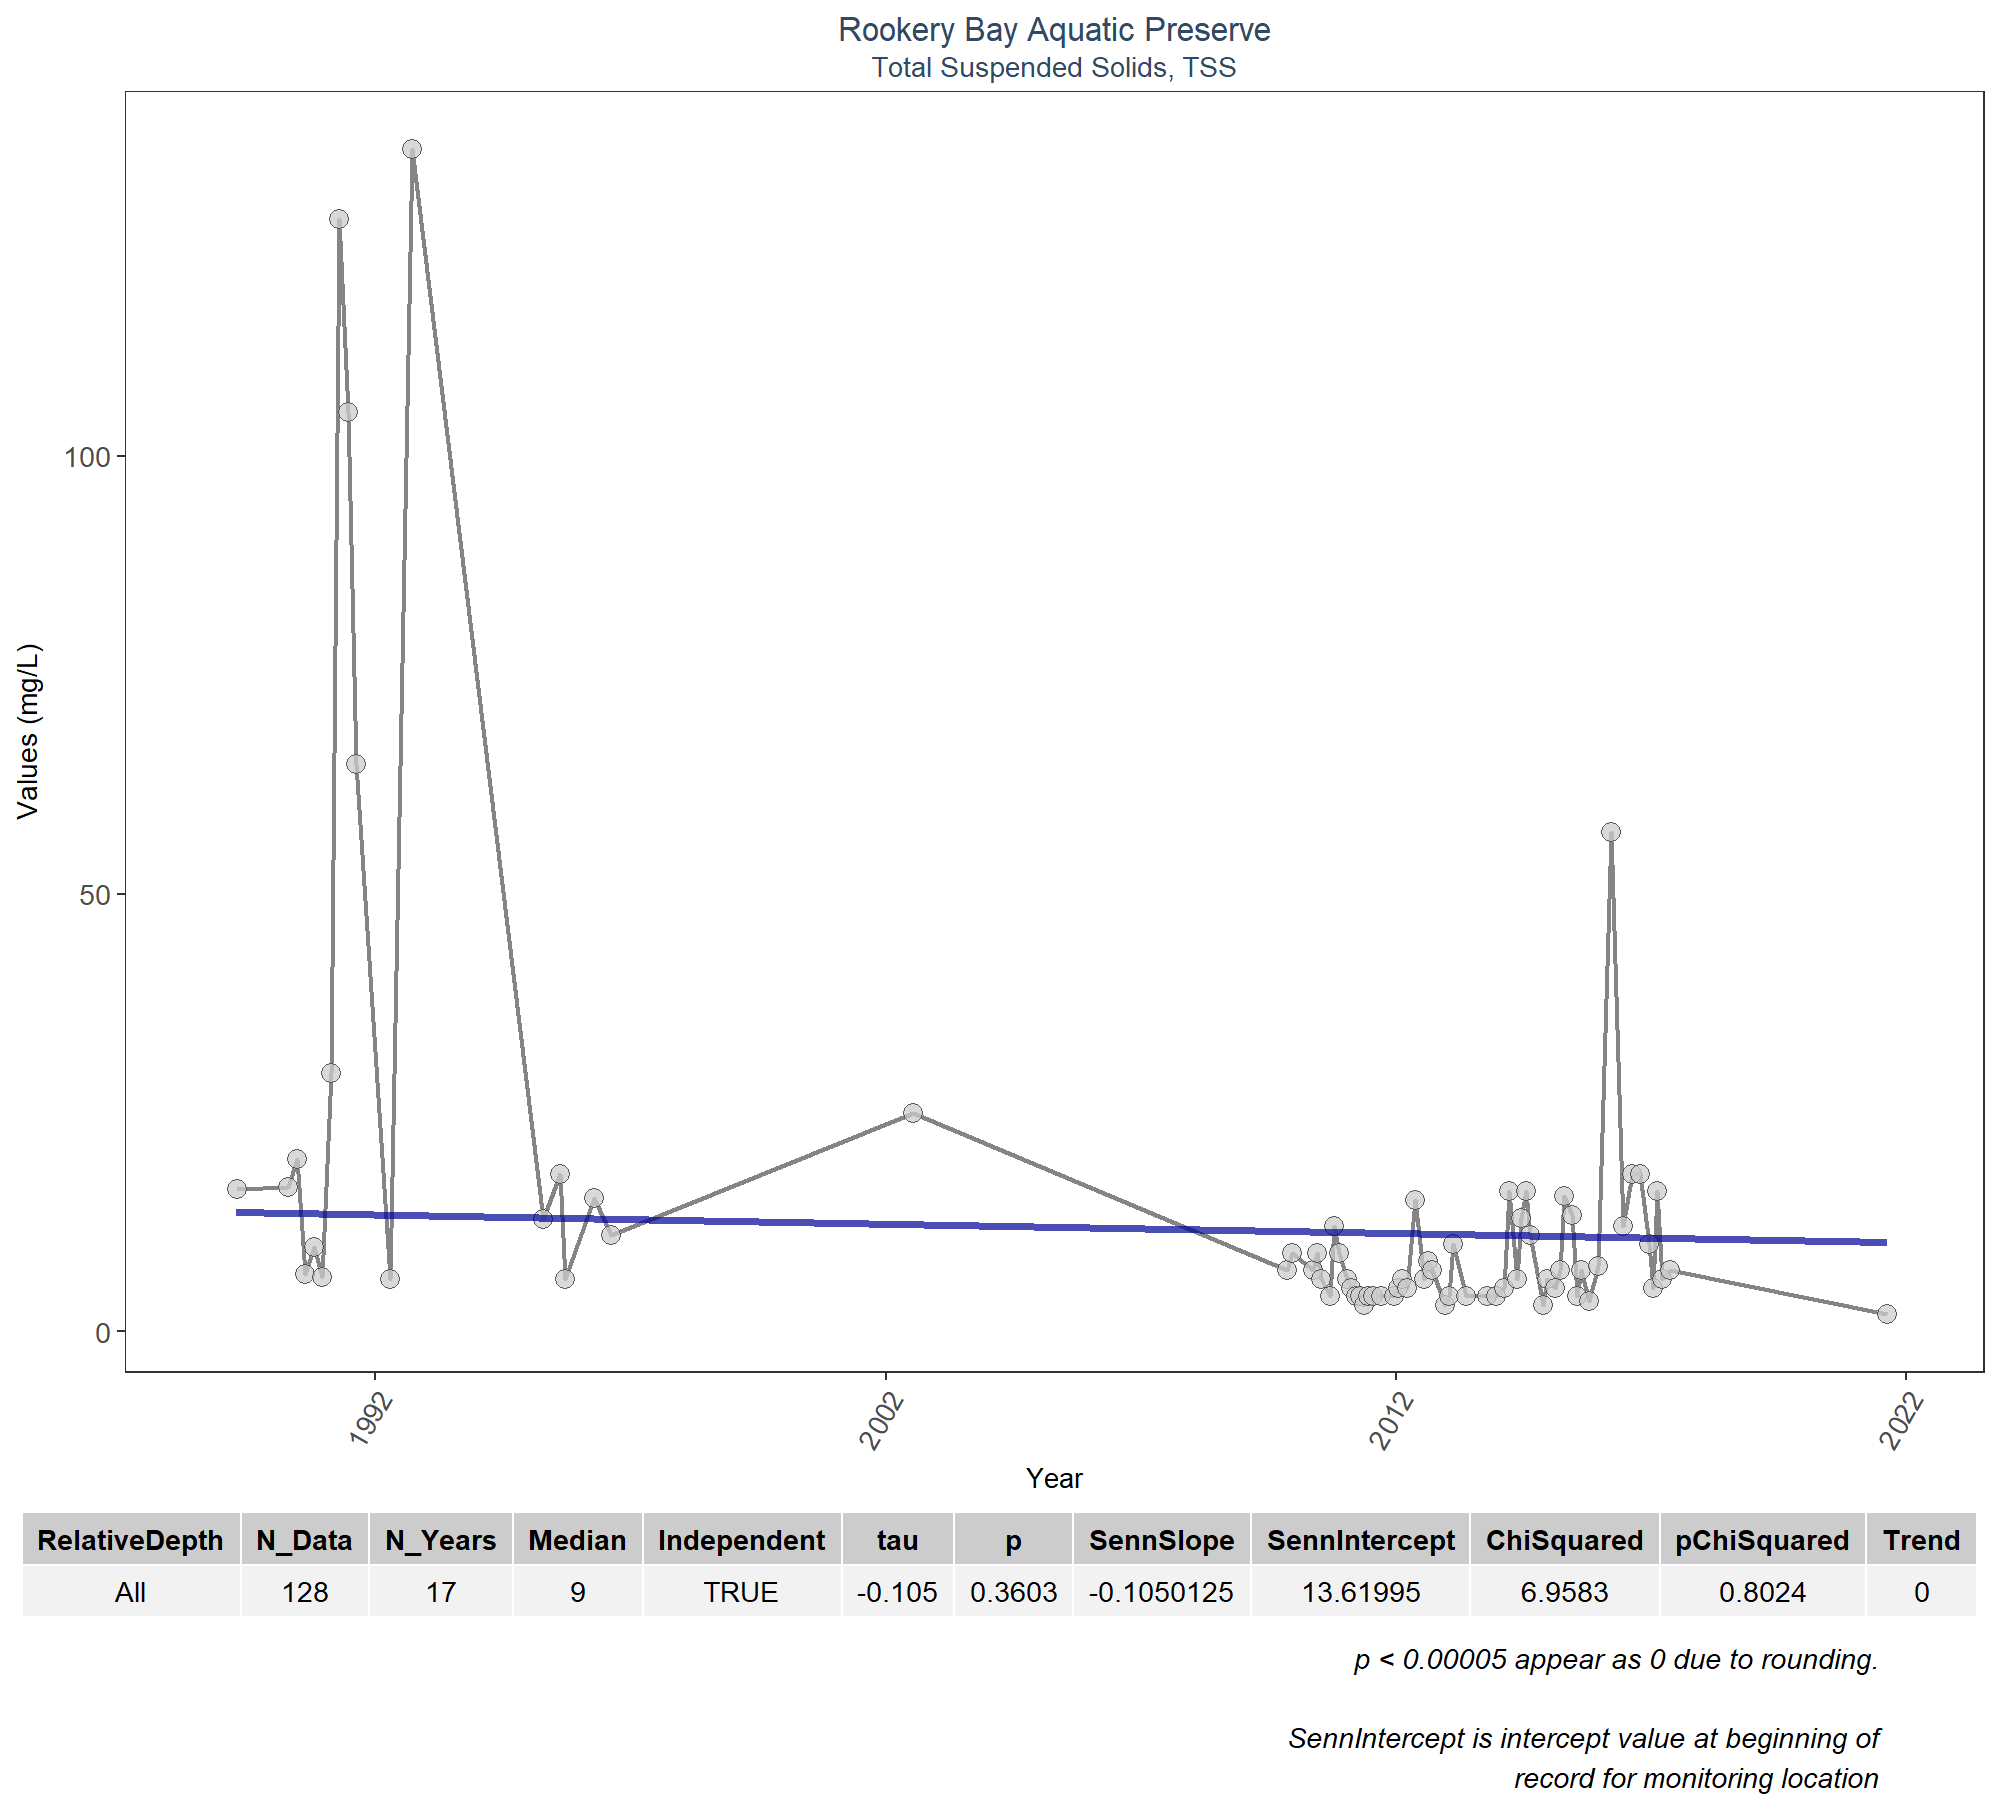 Rookery Bay Aquatic Preserve
Total Suspended Solids, TSS
Values (mg/L)
100
50
0
1992
2002
2012
2022
Year
RelativeDepth N_Data N_Years Median Independent tau p SennSlope SennIntercept ChiSquared pChiSquared Trend
All 128 17 9 TRUE -0.105 0.3603 -0.1050125 13.61995 6.9583 0.8024 0
p < 0.00005 appear as 0 due to rounding.
SennIntercept is intercept value at beginning of
record for monitoring location